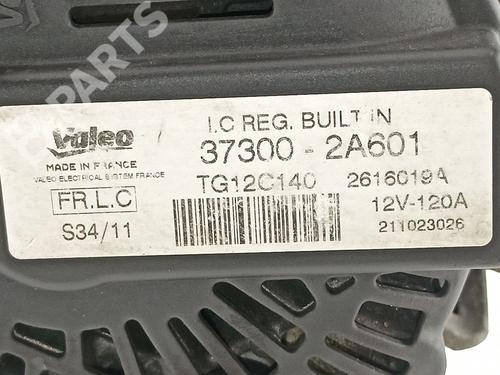 PARTS
I.C REG. BUILT IN
Valeo
37300-2A601
MADE IN FRANCE
VALEO ELECTRICAL SYSTEM FRANCE
TG12C140 2616019A
FR.L.C
12V-120A
S34/11
211023026